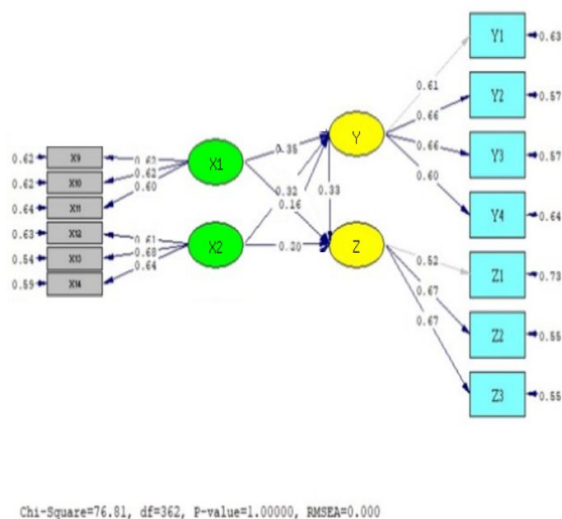 0.62 X9 0.62
0.62 X10 0.62
0.64 X11 0.60
0.63 X12 0.61
0.54 X13 0.68
0.59 X14 0.64
X1
X2
0.35
0.32
0.16
0.33
0.20
Y
Z
0.61 Y1 0.63
0.66 Y2 0.57
0.66 Y3 0.57
0.60 Y4 0.64
0.52 Z1 0.73
0.67 Z2 0.55
0.67 Z3 0.55
Chi-Square=76.81, df=362, P-value=1.00000, RMSEA=0.000